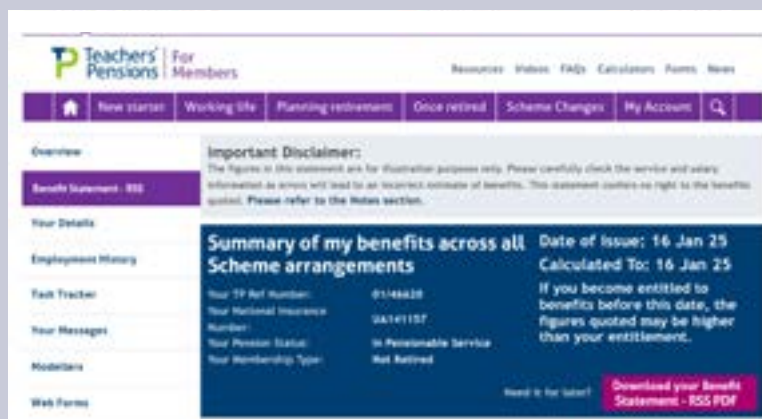 Teachers' Pensions For Members
Resources Videos FAQs Calculators Forms News
New starter Working life Planning retirement Once retired Scheme Changes My Account
Overview
Benefit Statement - RSS
Your Details
Employment History
Task Tracker
Your Messages
Modellers
Web Forms
Important Disclaimer:
The figures in this statement are for illustration purposes only. Please carefully check the service and salary
information as errors will lead to an incorrect estimate of benefits. This statement confers no right to the benefits
quoted. Please refer to the Notes section.
Summary of my benefits across all
Scheme arrangements
Your TP Ref Number:
Your National Insurance
Number:
Your Pension Status: In Pensionable Service
Your Membership Type: Not Retired
Date of Issue: 16 Jan 25
Calculated To: 16 Jan 25
If you become entitled to
benefits before this date, the
figures quoted may be higher
than your entitlement.
Need it for later?
Download your Benefit
Statement - RSS PDF